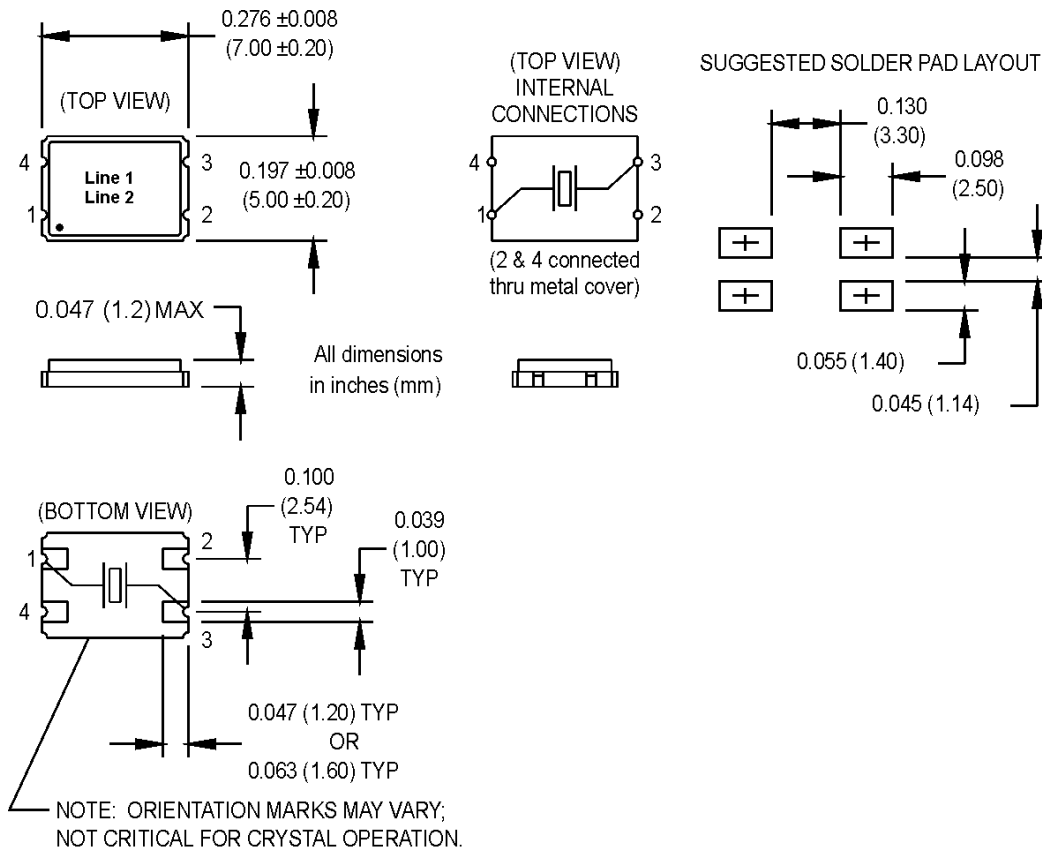 0.276 ±0.008
(7.00 ±0.20)
(TOP VIEW)
4
3
Line 1
Line 2
1
2
0.197 ±0.008
(5.00 ±0.20)
(TOP VIEW)
INTERNAL
CONNECTIONS
4
3
1
2
(2 & 4 connected
thru metal cover)
SUGGESTED SOLDER PAD LAYOUT
0.130
(3.30)
0.098
(2.50)
0.055 (1.40)
0.045 (1.14)
0.047 (1.2) MAX
All dimensions
in inches (mm)
(BOTTOM VIEW)
1
2
4
3
0.100
(2.54)
TYP
0.039
(1.00)
TYP
0.047 (1.20) TYP
OR
0.063 (1.60) TYP
NOTE: ORIENTATION MARKS MAY VARY;
NOT CRITICAL FOR CRYSTAL OPERATION.